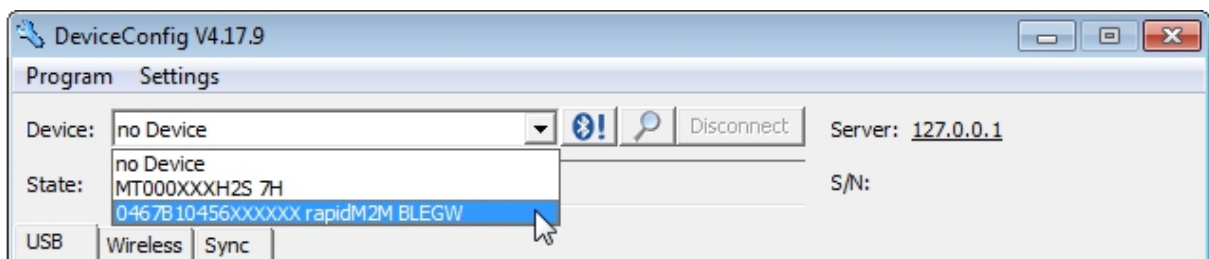 DeviceConfig V4.17.9
Program Settings
Device: no Device Disconnect Server: 127.0.0.1
no Device
State: MT000XXXH2S 7H S/N:
0467B10456XXXXXX rapidM2M BLEGW
USB Wireless Sync